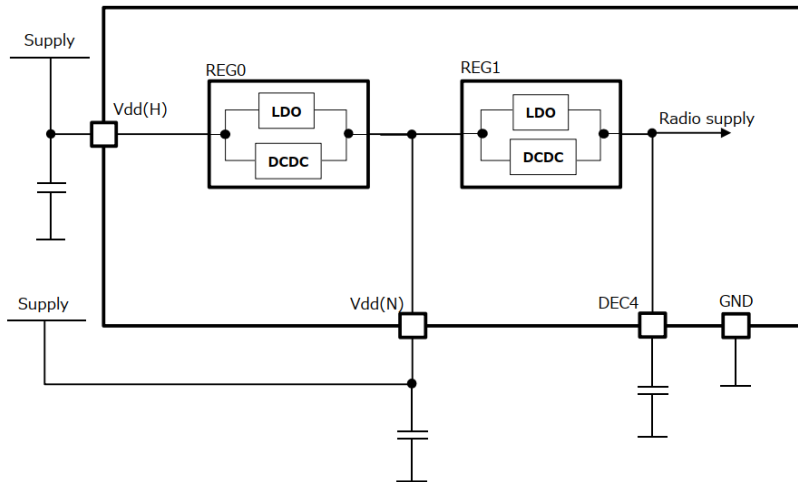 Supply
REG0
REG1
Vdd(H)
LDO
LDO
Radio supply
DCDC
DCDC
Supply
Vdd(N)
DEC4
GND